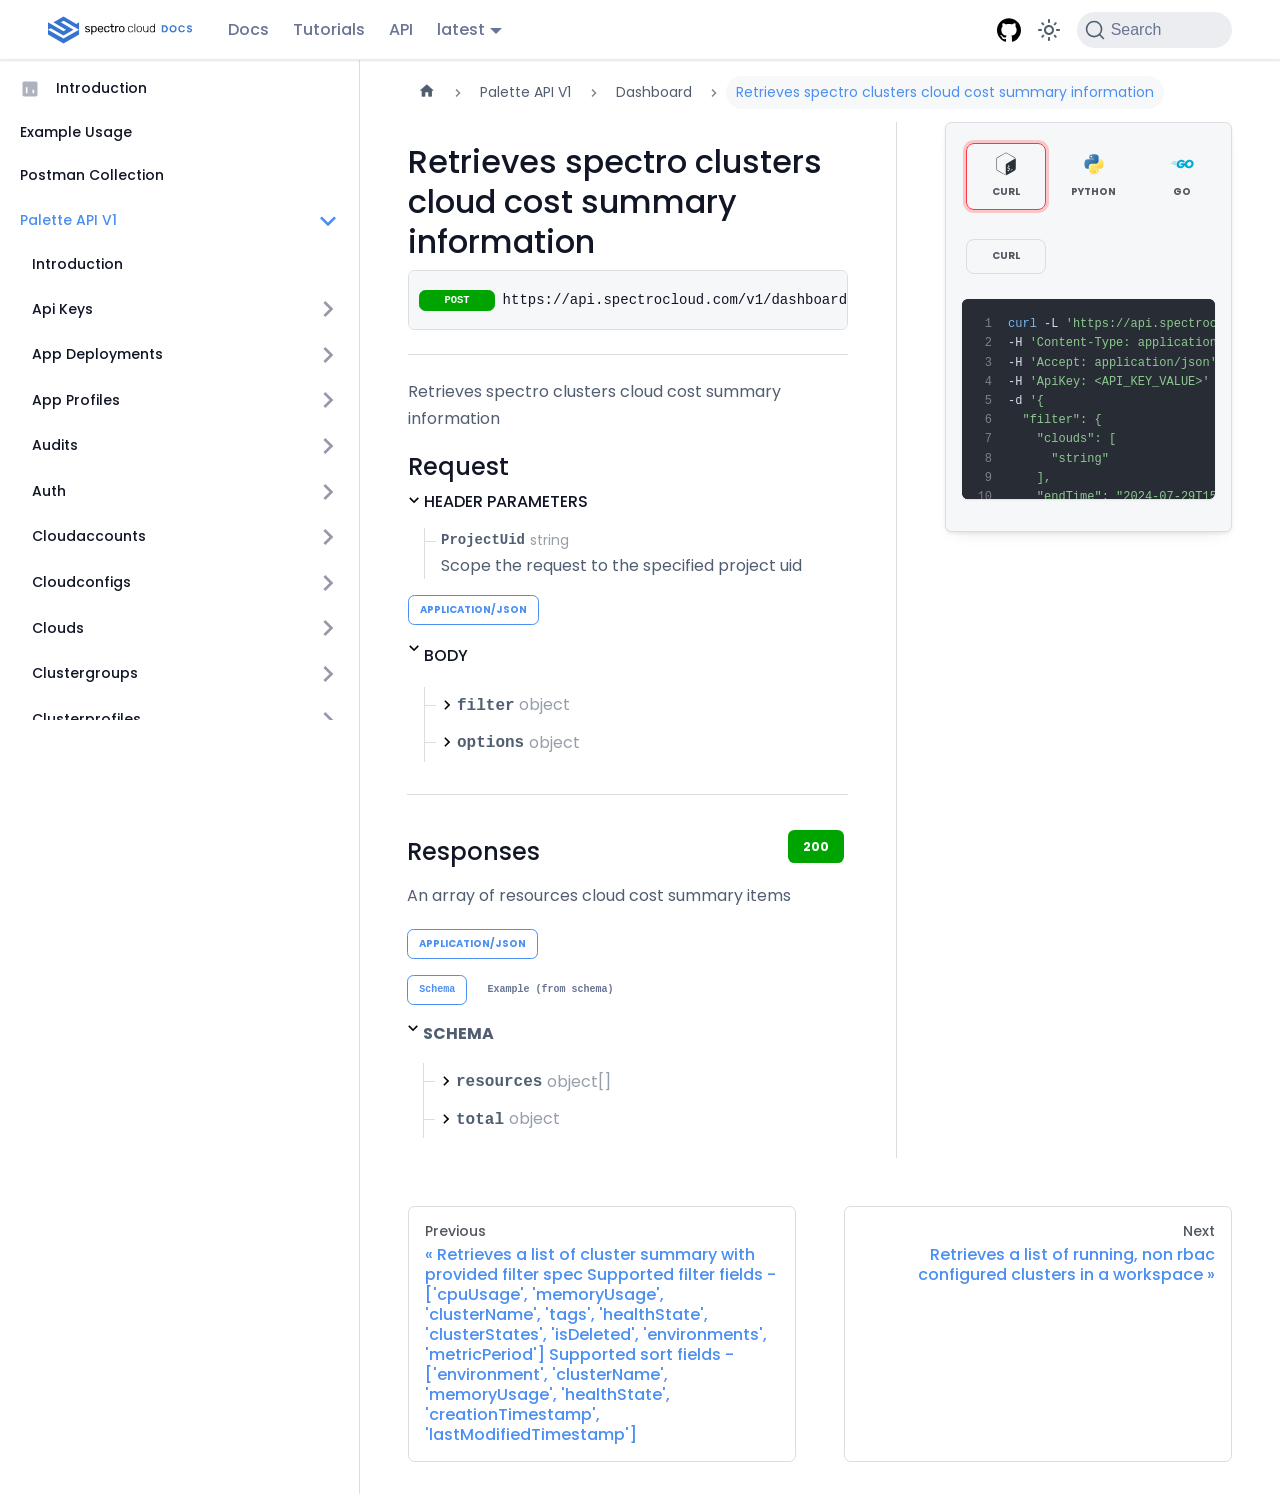 spectro cloud DOCS
Docs
Tutorials
API
latest
Search
Introduction
Example Usage
Postman Collection
Palette API V1
Introduction
Api Keys
App Deployments
App Profiles
Audits
Auth
Cloudaccounts
Cloudconfigs
Clouds
Clustergroups
Clusterprofiles
Palette API V1
Dashboard
Retrieves spectro clusters cloud cost summary information
Retrieves spectro clusters
cloud cost summary
information
POST https://api.spectrocloud.com/v1/dashboard
Retrieves spectro clusters cloud cost summary
information
Request
HEADER PARAMETERS
ProjectUid string
Scope the request to the specified project uid
APPLICATION/JSON
BODY
filter object
options object
Responses
200
An array of resources cloud cost summary items
APPLICATION/JSON
Schema
Example (from schema)
SCHEMA
resources object[]
total object
CURL
PYTHON
GO
CURL
1 curl -L 'https://api.spectroc
2 -H 'Content-Type: application
3 -H 'Accept: application/json'
4 -H 'ApiKey: <API_KEY_VALUE>'
5 -d '{
6 "filter": {
7 "clouds": [
8 "string"
9 ],
10 "endTime": "2024-07-29T15
Previous
« Retrieves a list of cluster summary with
provided filter spec Supported filter fields -
['cpuUsage', 'memoryUsage',
'clusterName', 'tags', 'healthState',
'clusterStates', 'isDeleted', 'environments',
'metricPeriod'] Supported sort fields -
['environment', 'clusterName',
'memoryUsage', 'healthState',
'creationTimestamp',
'lastModifiedTimestamp']
Next
Retrieves a list of running, non rbac
configured clusters in a workspace »